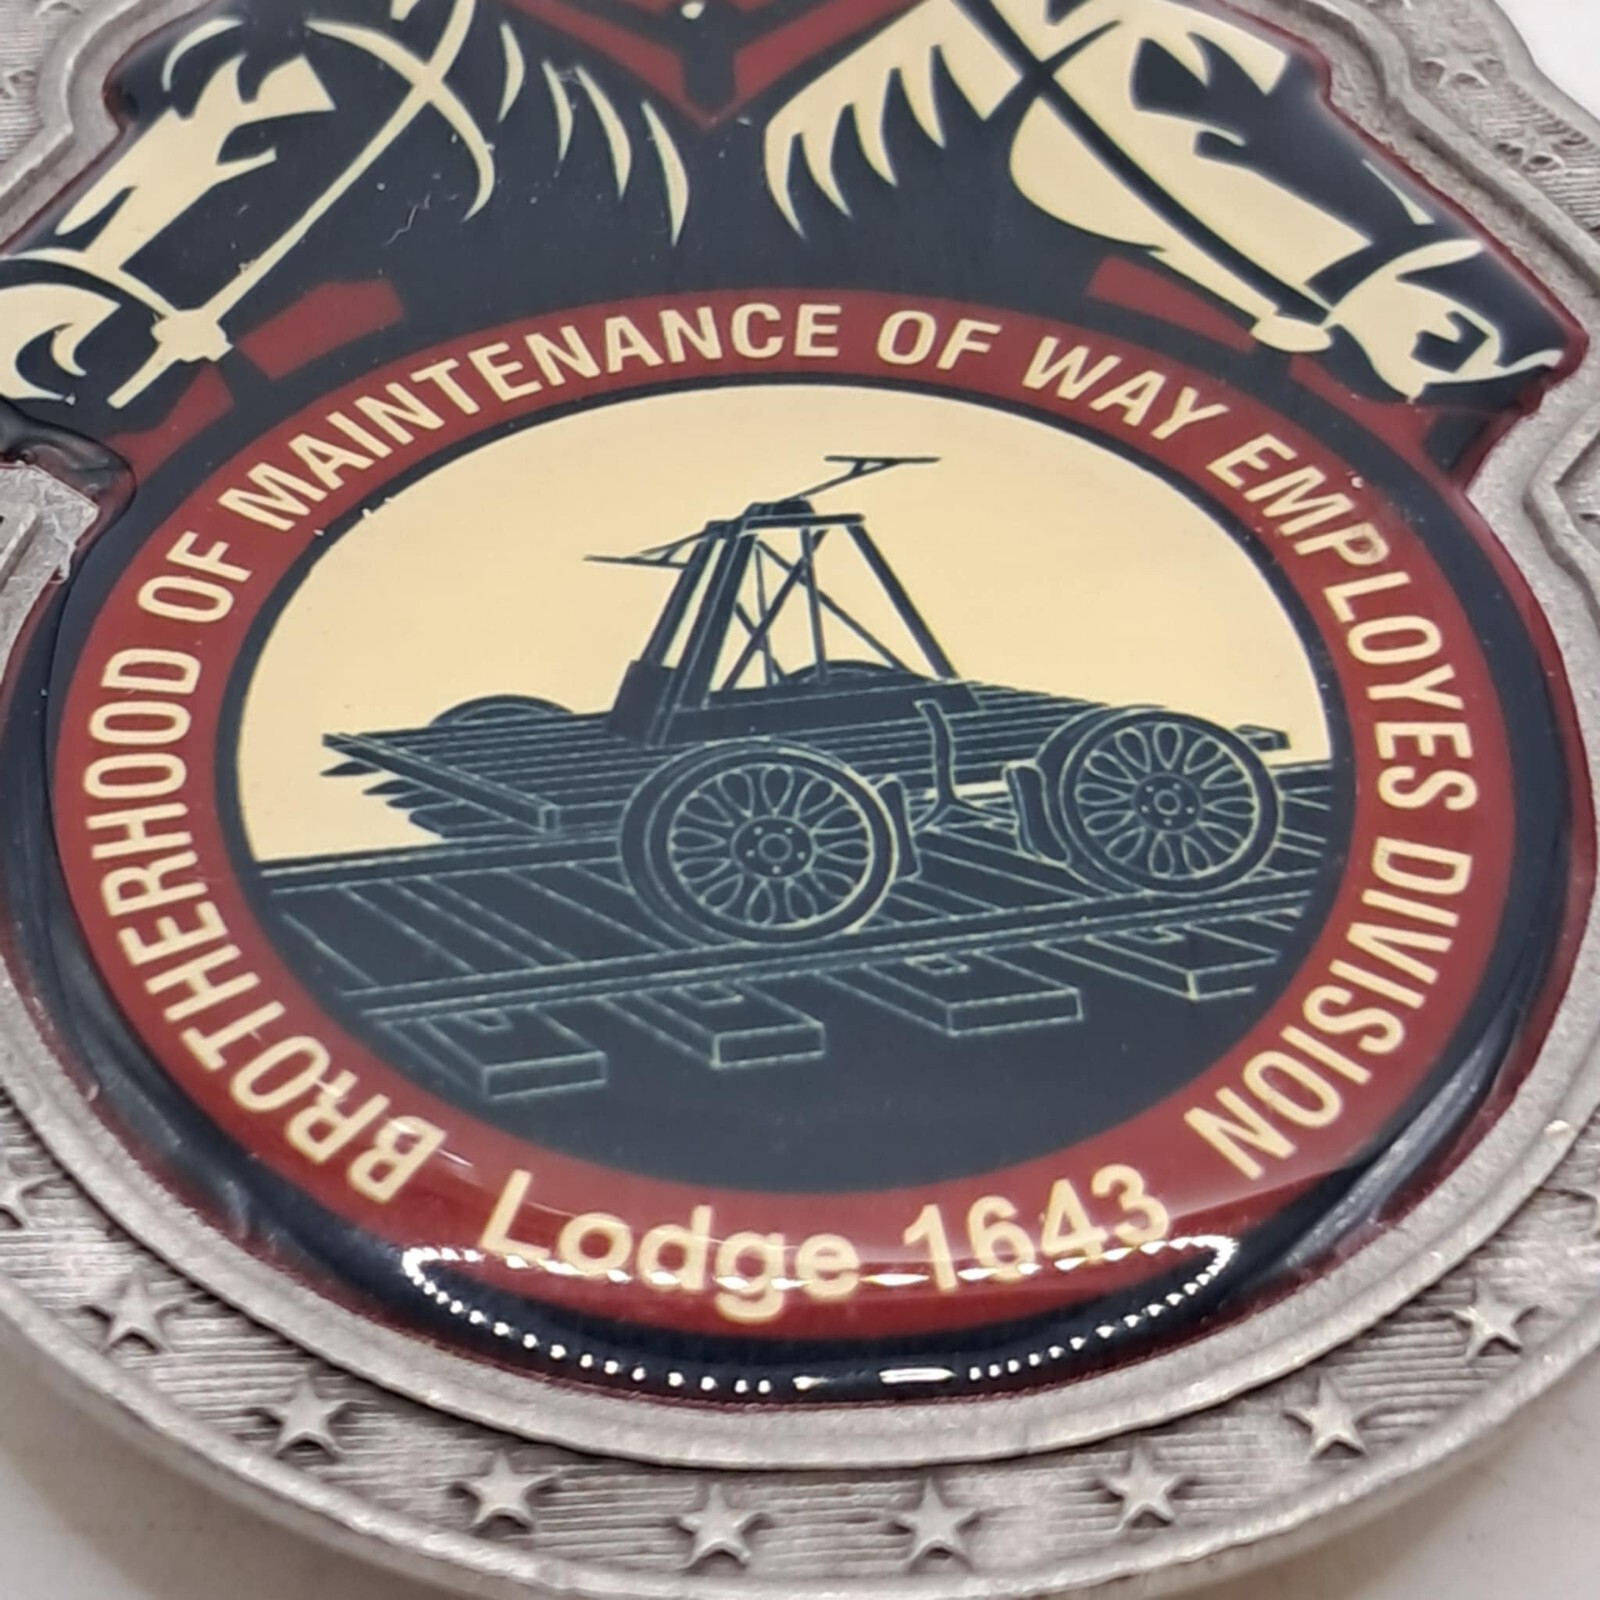 BROTHERHOOD OF MAINTENANCE OF WAY EMPLOYES DIVISION
Lodge 1643